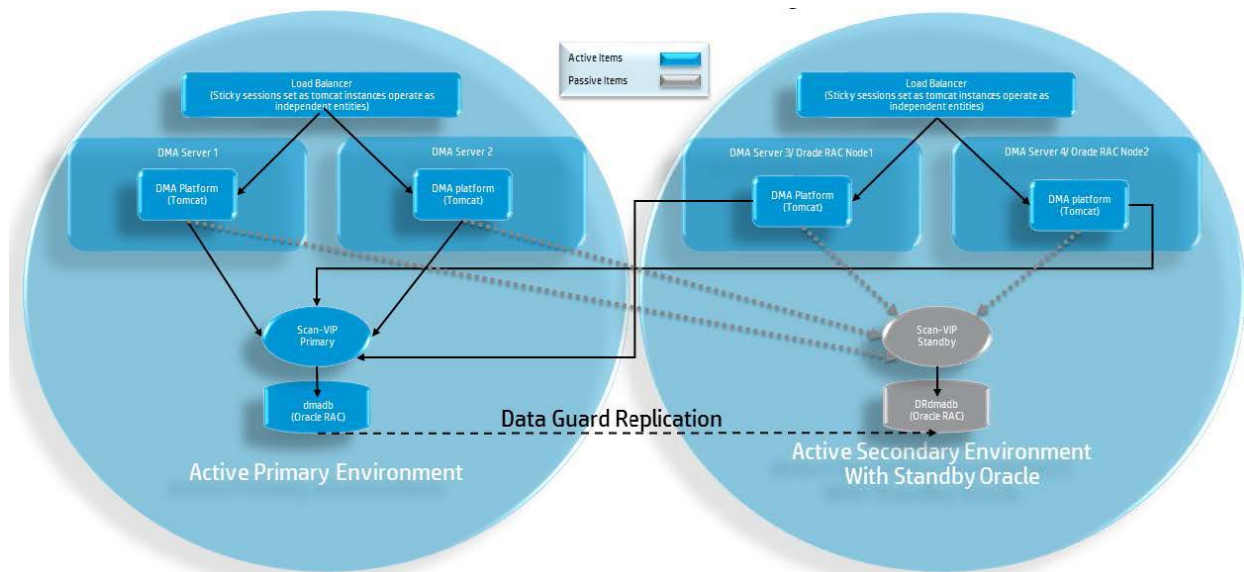 Active Items
Passive Items
Load Balancer
(Sticky sessions set as tomcat instances operate as
independent entities)
DMA Server 1
DMA Server 2
DMA Platform
(Tomcat)
DMA platform
(Tomcat)
Scan-VIP
Primary
dmadb
(Oracle RAC)
Active Primary Environment
Data Guard Replication
Load Balancer
(Sticky sessions set as tomcat instances operate as
independent entities)
DMA Server 3/ Oracle RAC Node1
DMA Server 4/ Oracle RAC Node2
DMA Platform
(Tomcat)
DMA platform
(Tomcat)
Scan-VIP
Standby
DRdmadb
(Oracle RAC)
Active Secondary Environment
With Standby Oracle